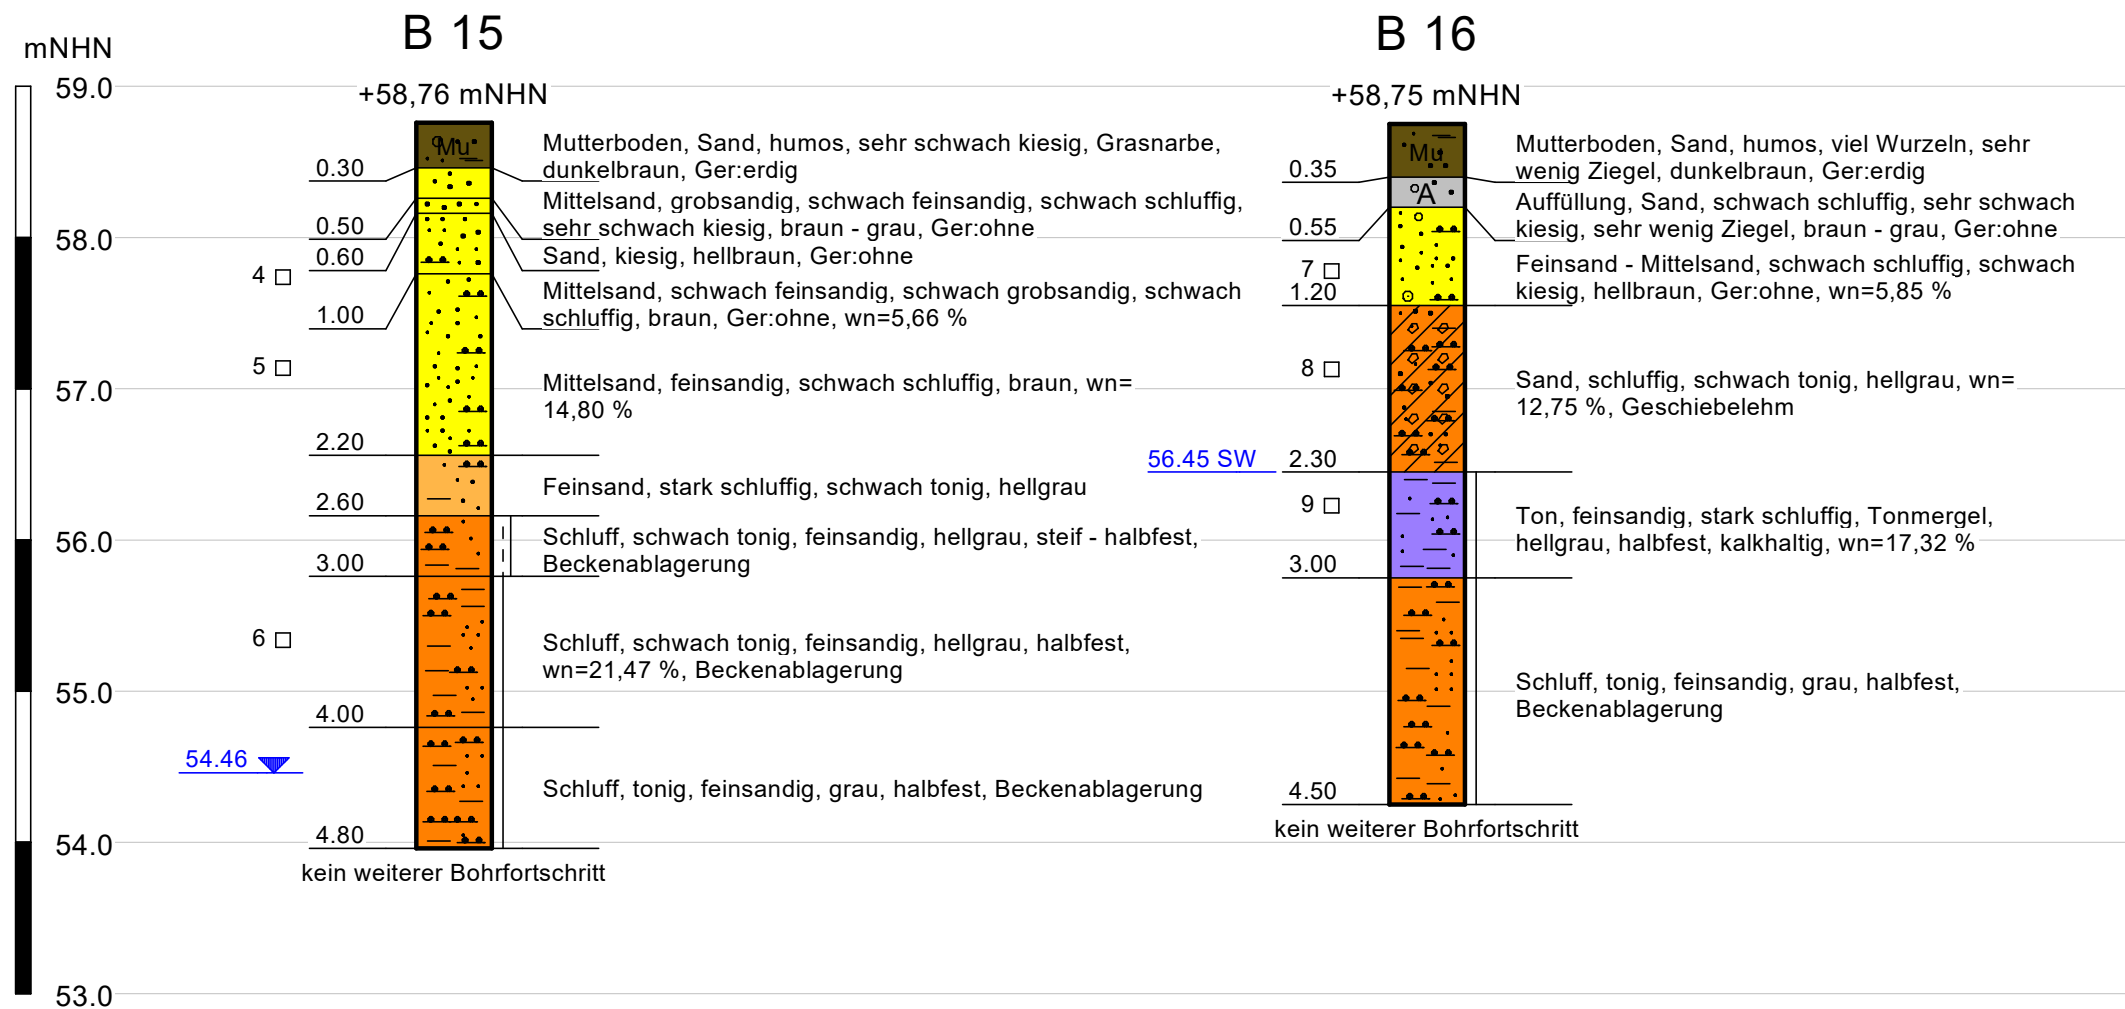 B 15
B 16
mNHN
59.0
58.0
57.0
56.0
55.0
54.0
53.0
+58,76 mNHN
Mu
0.30
0.50
0.60
1.00
2.20
2.60
3.00
4.00
4.80
4
5
6
54.46
Mutterboden, Sand, humos, sehr schwach kiesig, Grasnarbe,
dunkelbraun, Ger:erdig
Mittelsand, grobsandig, schwach feinsandig, schwach schluffig,
sehr schwach kiesig, braun - grau, Ger:ohne
Sand, kiesig, hellbraun, Ger:ohne
Mittelsand, schwach feinsandig, schwach grobsandig, schwach
schluffig, braun, Ger:ohne, wn=5,66 %
Mittelsand, feinsandig, schwach schluffig, braun, wn=
14,80 %
Feinsand, stark schluffig, schwach tonig, hellgrau
Schluff, schwach tonig, feinsandig, hellgrau, steif - halbfest,
Beckenablagerung
Schluff, schwach tonig, feinsandig, hellgrau, halbfest,
wn=21,47 %, Beckenablagerung
Schluff, tonig, feinsandig, grau, halbfest, Beckenablagerung
kein weiterer Bohrfortschritt
+58,75 mNHN
Mu
A
0.35
0.55
1.20
2.30
3.00
4.50
7
8
9
56.45 SW
Mutterboden, Sand, humos, viel Wurzeln, sehr
wenig Ziegel, dunkelbraun, Ger:erdig
Auffüllung, Sand, schwach schluffig, sehr schwach
kiesig, sehr wenig Ziegel, braun - grau, Ger:ohne
Feinsand - Mittelsand, schwach schluffig, schwach
kiesig, hellbraun, Ger:ohne, wn=5,85 %
Sand, schluffig, schwach tonig, hellgrau, wn=
12,75 %, Geschiebelehm
Ton, feinsandig, stark schluffig, Tonmergel,
hellgrau, halbfest, kalkhaltig, wn=17,32 %
Schluff, tonig, feinsandig, grau, halbfest,
Beckenablagerung
kein weiterer Bohrfortschritt